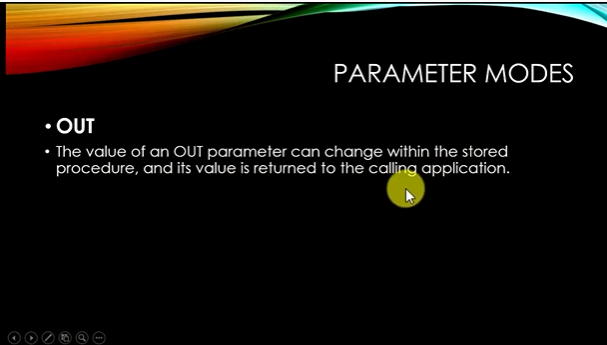 PARAMETER MODES
• OUT
• The value of an OUT parameter can change within the stored
procedure, and its value is returned to the calling application.